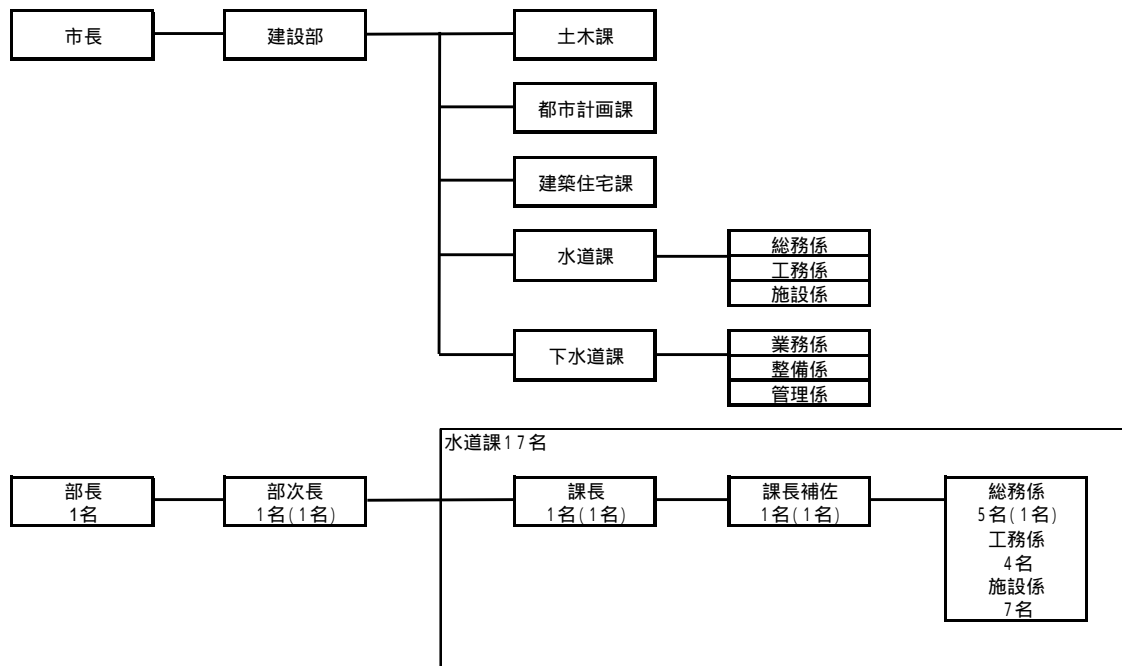 市長
建設部
土木課
都市計画課
建築住宅課
水道課
総務係
工務係
施設係
下水道課
業務係
整備係
管理係
水道課17名
部長
1名
部次長
1名(1名)
課長
1名(1名)
課長補佐
1名(1名)
総務係
5名(1名)
工務係
4名
施設係
7名